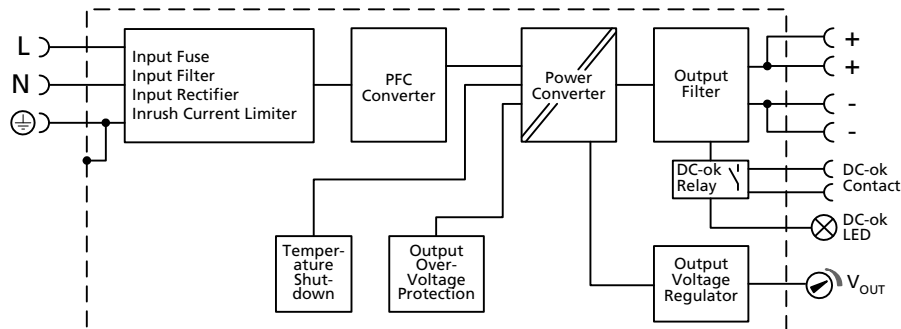 L
N
Input Fuse
Input Filter
Input Rectifier
Inrush Current Limiter
PFC
Converter
Power
Converter
Output
Filter
+
+
-
-
DC-ok
Relay
DC-ok
Contact
DC-ok
LED
Temper-
ature
Shut-
down
Output
Over-
Voltage
Protection
Output
Voltage
Regulator
VOUT